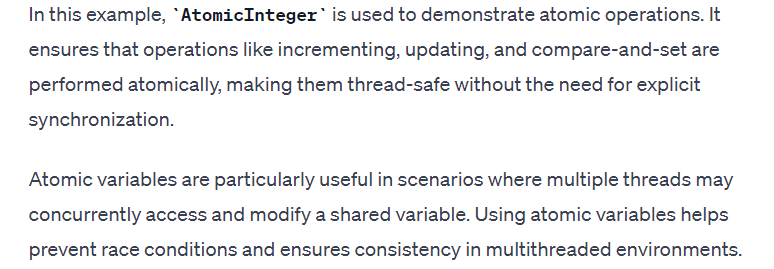 In this example, `AtomicInteger` is used to demonstrate atomic operations. It
ensures that operations like incrementing, updating, and compare-and-set are
performed atomically, making them thread-safe without the need for explicit
synchronization.
Atomic variables are particularly useful in scenarios where multiple threads may
concurrently access and modify a shared variable. Using atomic variables helps
prevent race conditions and ensures consistency in multithreaded environments.